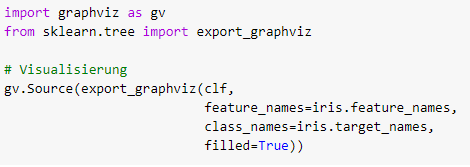 import graphviz as gv
from sklearn.tree import export_graphviz

# Visualisierung
gv.Source(export_graphviz(clf,
                          feature_names=iris.feature_names,
                          class_names=iris.target_names,
                          filled=True))